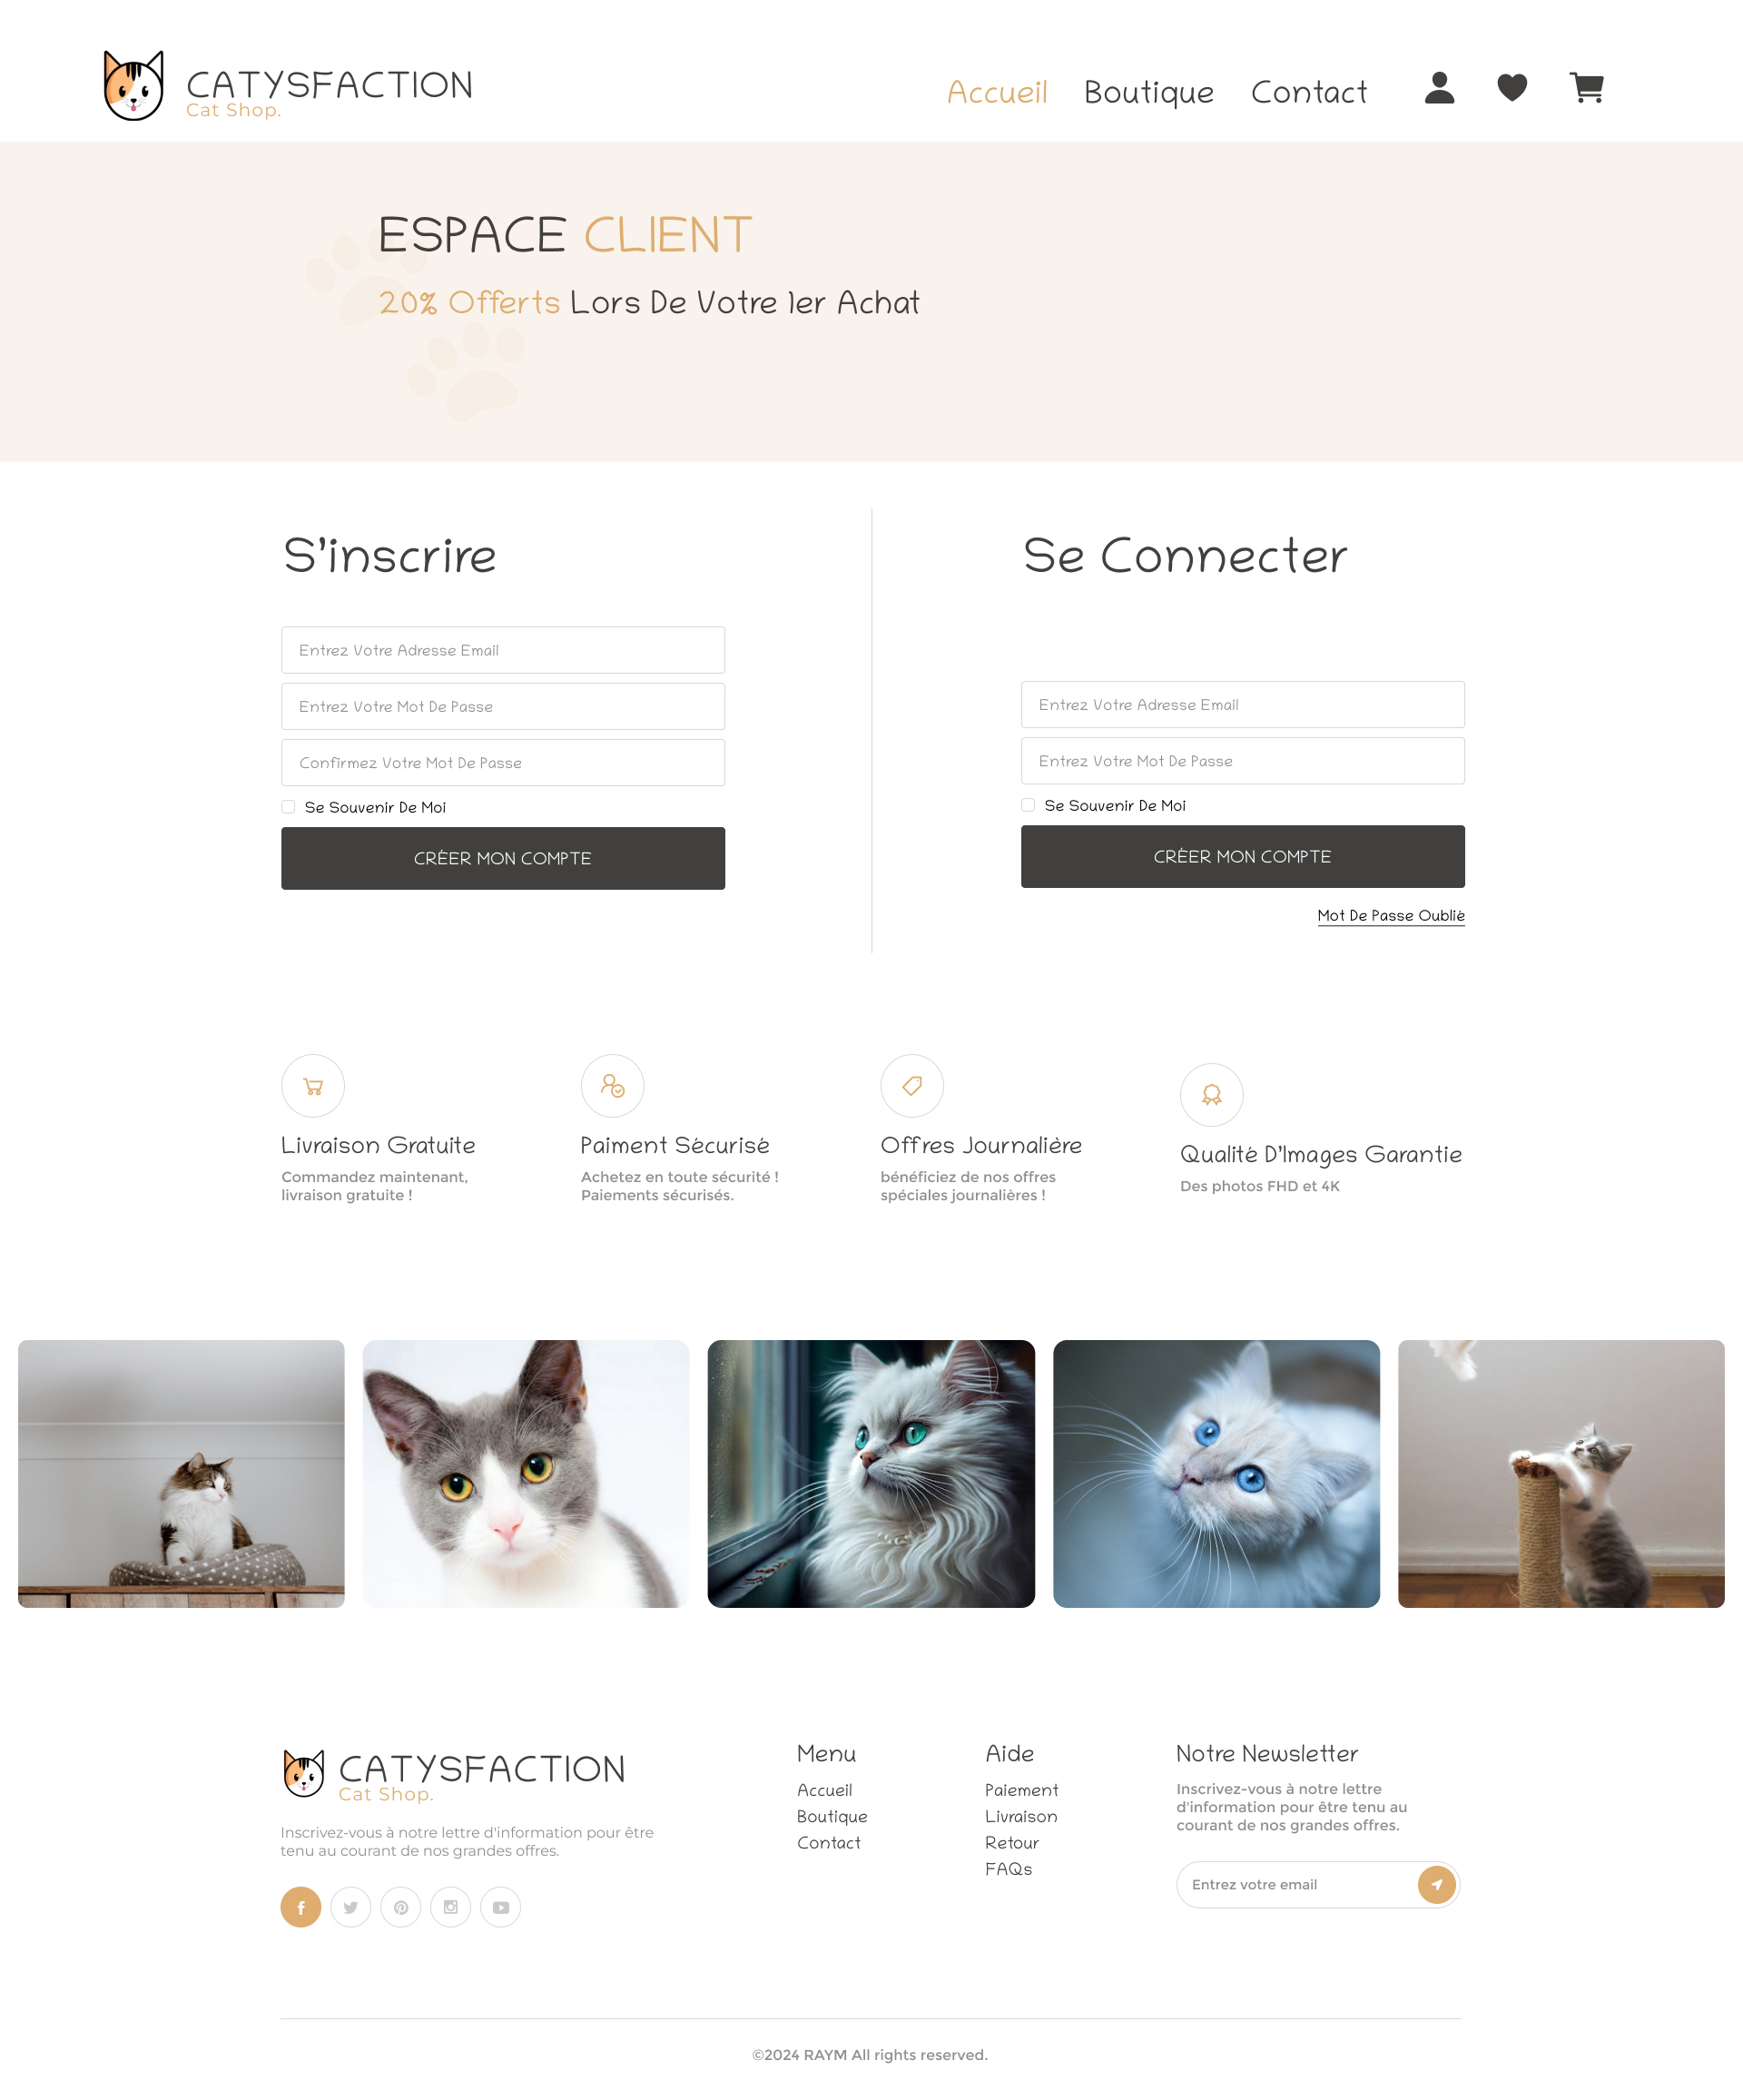 CATYSFACTION
Cat Shop.
Accueil Boutique Contact
ESPACE CLIENT
20% Offerts Lors De Votre 1er Achat
S'inscrire
Entrez Votre Adresse Email
Entrez Votre Mot De Passe
Confirmez Votre Mot De Passe
Se Souvenir De Moi
CRÉER MON COMPTE
Se Connecter
Entrez Votre Adresse Email
Entrez Votre Mot De Passe
Se Souvenir De Moi
CRÉER MON COMPTE
Mot De Passe Oublié
Livraison Gratuite
Commandez maintenant,
livraison gratuite !
Paiment Sécurisé
Achetez en toute sécurité !
Paiements sécurisés.
Offres Journalière
bénéficiez de nos offres
spéciales journalières !
Qualité D'Images Garantie
Des photos FHD et 4K
CATYSFACTION
Cat Shop.
Inscrivez-vous à notre lettre d'information pour être
tenu au courant de nos grandes offres.
Menu
Accueil
Boutique
Contact
Aide
Paiement
Livraison
Retour
FAQs
Notre Newsletter
Inscrivez-vous à notre lettre
d'information pour être tenu au
courant de nos grandes offres.
Entrez votre email
©2024 RAYM All rights reserved.